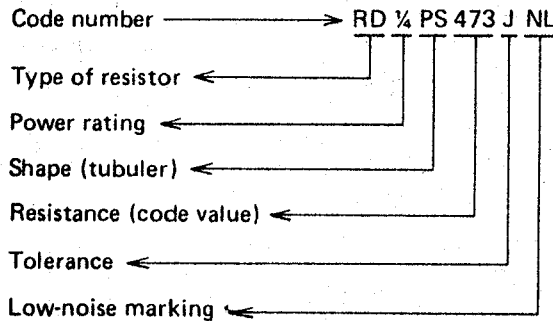 Code number RD ¼ PS 473 J NL
Type of resistor
Power rating
Shape (tubuler)
Resistance (code value)
Tolerance
Low-noise marking